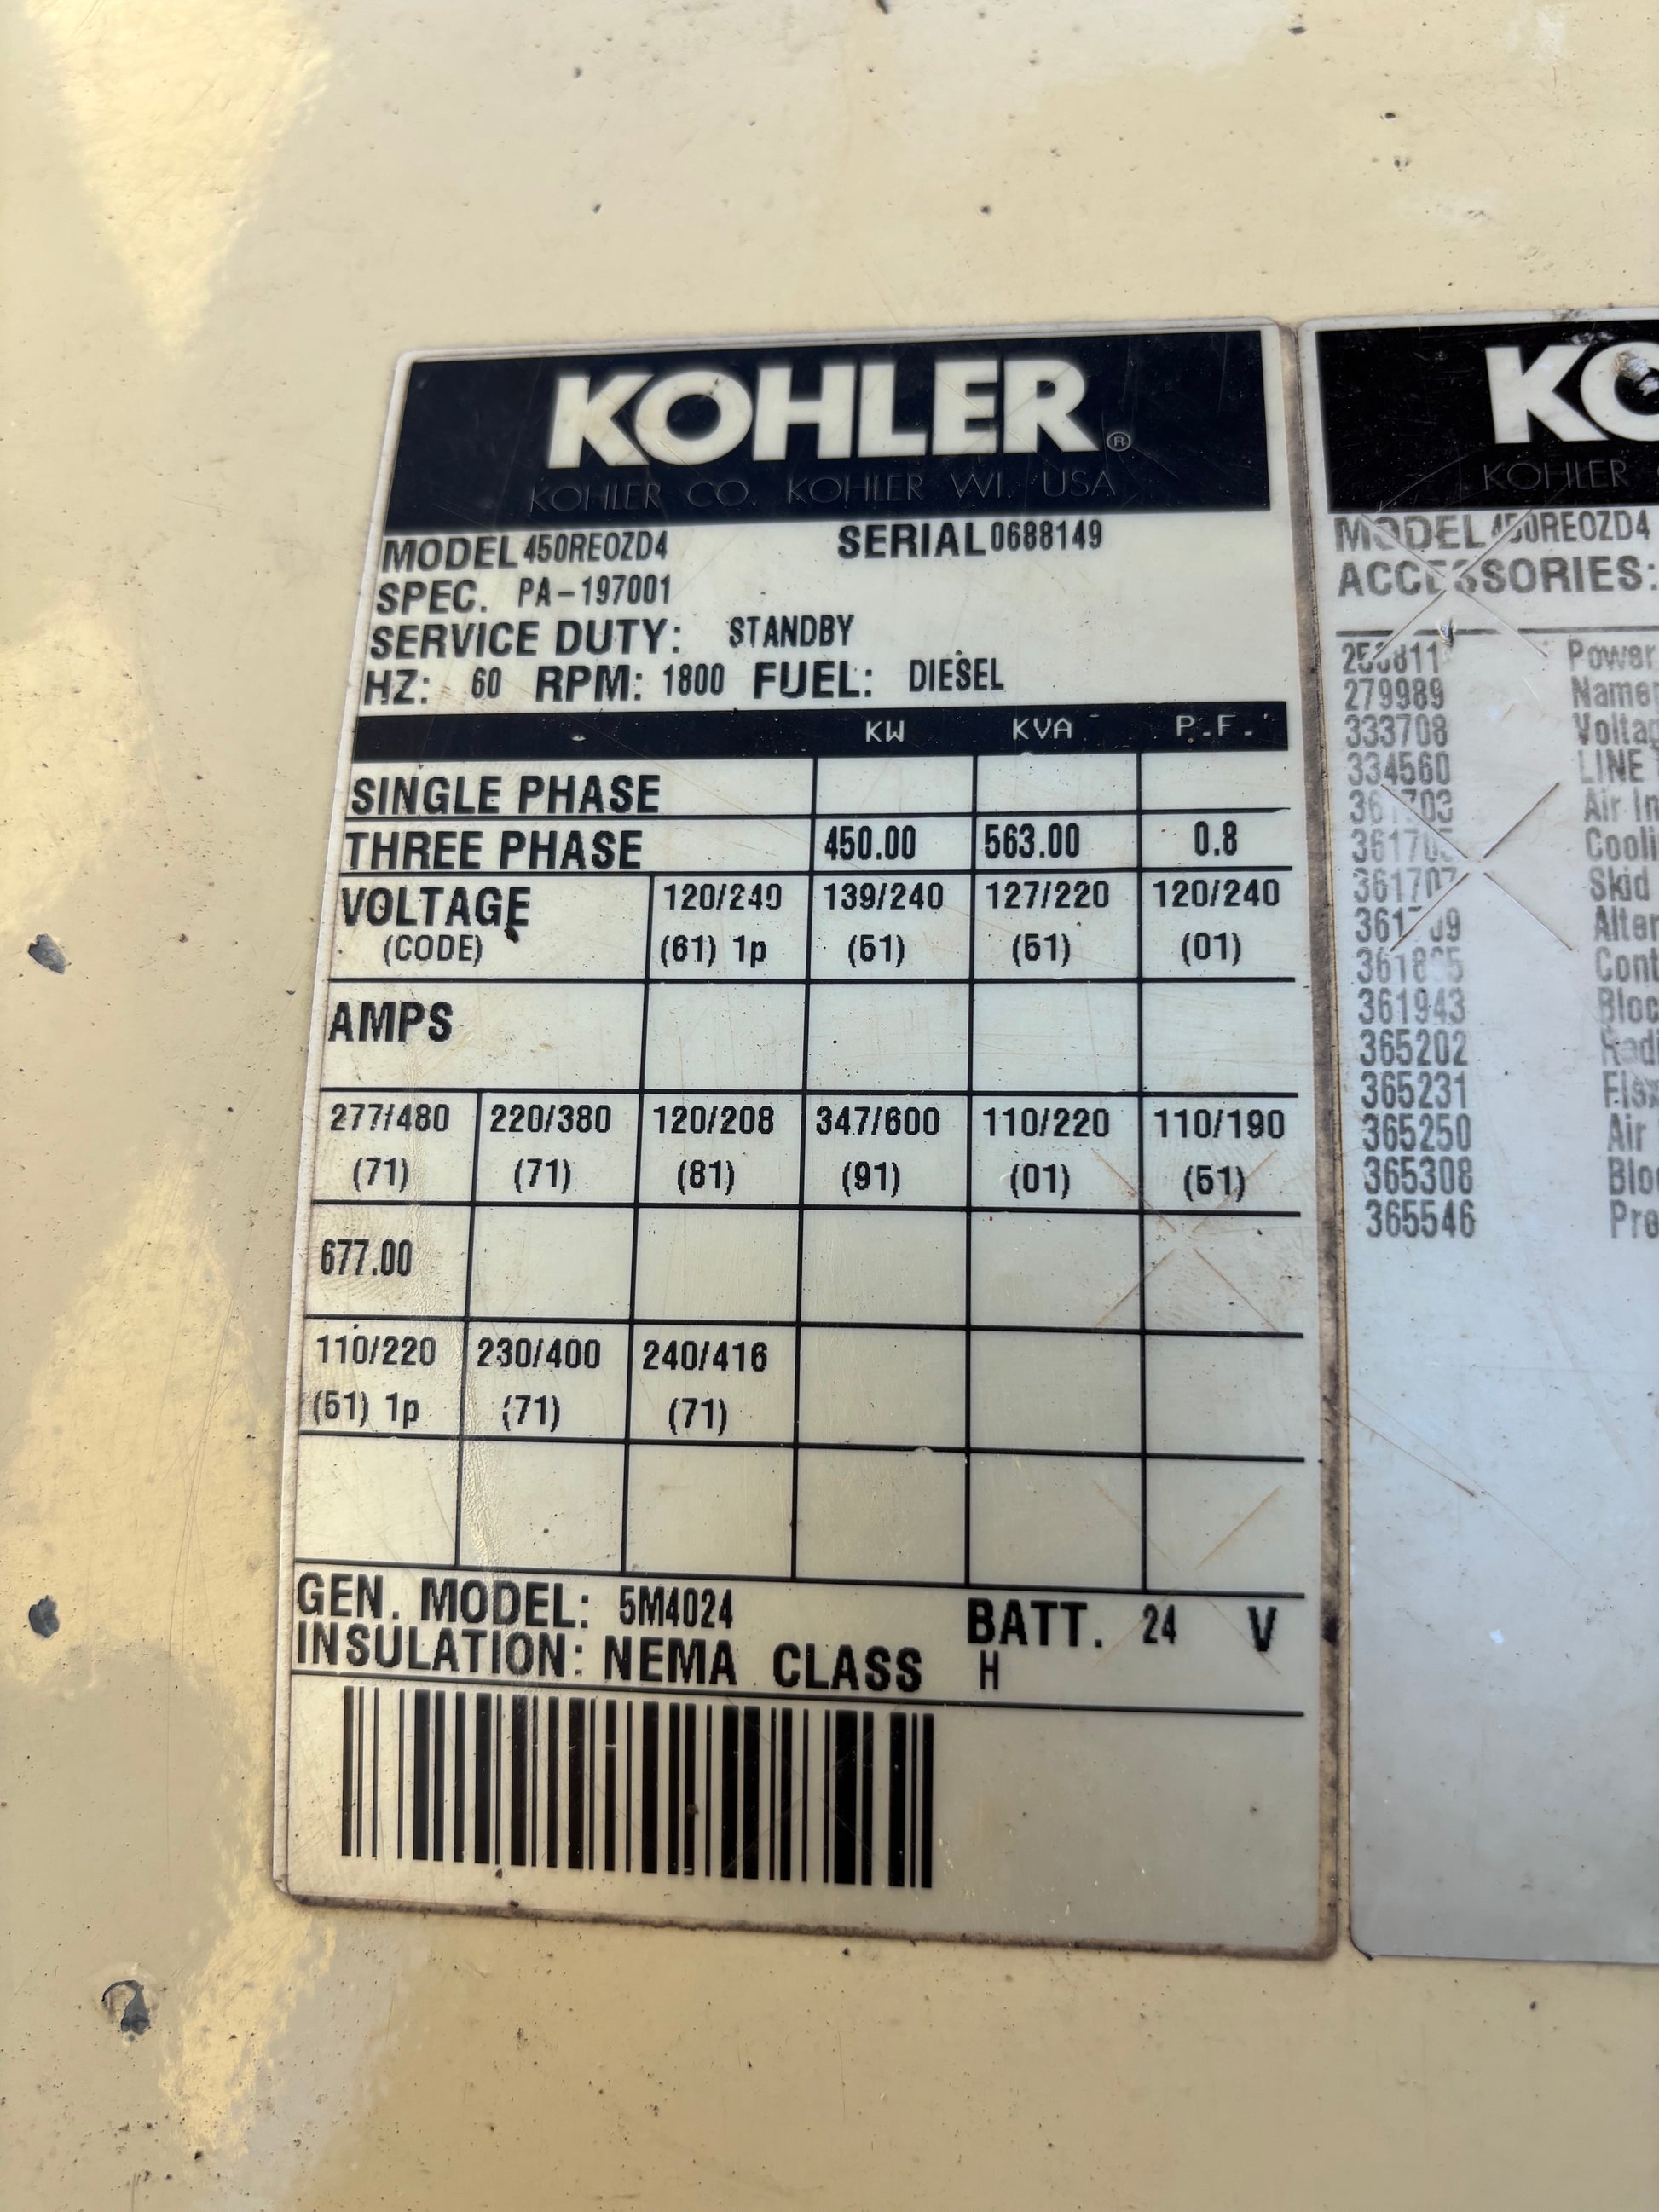 KOHLER®
KOHLER CO. KOHLER WI. USA
MODEL 450REOZD4 SERIAL 0688149
SPEC. PA-197001
SERVICE DUTY: STANDBY
HZ: 60 RPM: 1800 FUEL: DIESEL
KW KVA P.F.
SINGLE PHASE
THREE PHASE 450.00 563.00 0.8
VOLTAGE 120/240 139/240 127/220 120/240
(CODE) (61) 1p (51) (51) (01)
AMPS
277/480 220/380 120/208 347/600 110/220 110/190
(71) (71) (81) (91) (01) (51)
677.00
110/220 230/400 240/416
(51) 1p (71) (71)
GEN. MODEL: 5M4024 BATT. 24 V
INSULATION: NEMA CLASS H
KO
KOHLER
MODEL 450REOZD4
ACCESSORIES:
Power
279989 Name
333708 Volta
334560 LINE
Air In
Cooli
Skid
Alter
Cont
361943 Bloc
365202 Radi
365231 Flex
365250 Air
365308 Blo
365546 Pre